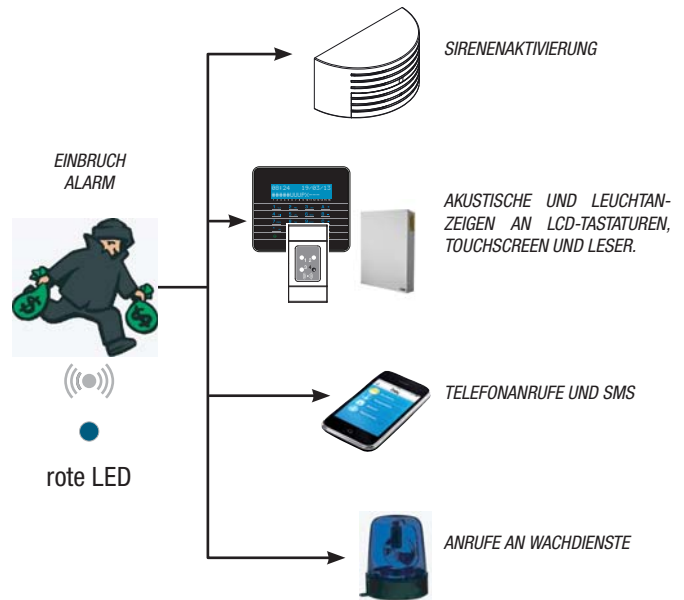 SIRENENAKTIVIERUNG
EINBRUCH
ALARM
AKUSTISCHE UND LEUCHTAN-
ZEIGEN AN LCD-TASTATUREN,
TOUCHSCREEN UND LESER.
TELEFONANRUFE UND SMS
rote LED
ANRUFE AN WACHDIENSTE